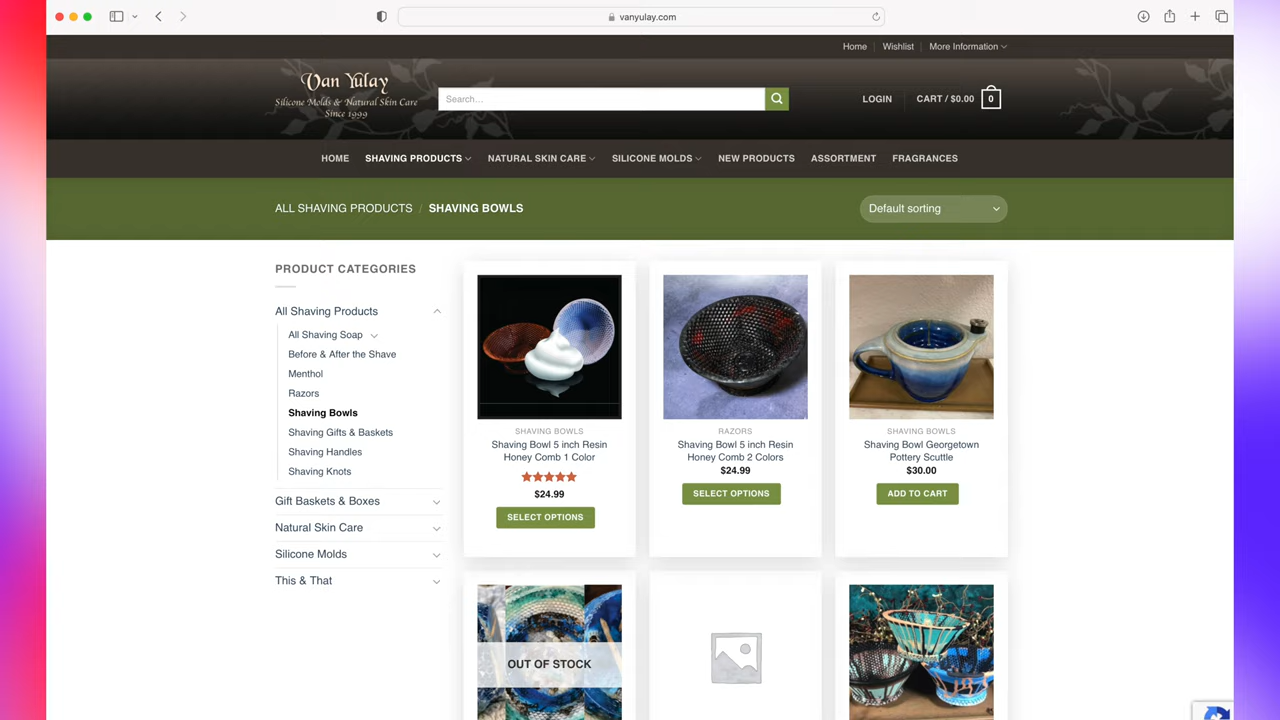 vanyulay.com
Home
Wishlist
More Information
Van Yulay
Silicone Molds & Natural Skin Care
Since 1999
Search…
LOGIN
CART / $0.00
0
HOME
SHAVING PRODUCTS
NATURAL SKIN CARE
SILICONE MOLDS
NEW PRODUCTS
ASSORTMENT
FRAGRANCES
ALL SHAVING PRODUCTS / SHAVING BOWLS
Default sorting
PRODUCT CATEGORIES
All Shaving Products
All Shaving Soap
Before & After the Shave
Menthol
Razors
Shaving Bowls
Shaving Gifts & Baskets
Shaving Handles
Shaving Knots
Gift Baskets & Boxes
Natural Skin Care
Silicone Molds
This & That
SHAVING BOWLS
Shaving Bowl 5 inch Resin
Honey Comb 1 Color
$24.99
SELECT OPTIONS
RAZORS
Shaving Bowl 5 inch Resin
Honey Comb 2 Colors
$24.99
SELECT OPTIONS
SHAVING BOWLS
Shaving Bowl Georgetown
Pottery Scuttle
$30.00
ADD TO CART
OUT OF STOCK